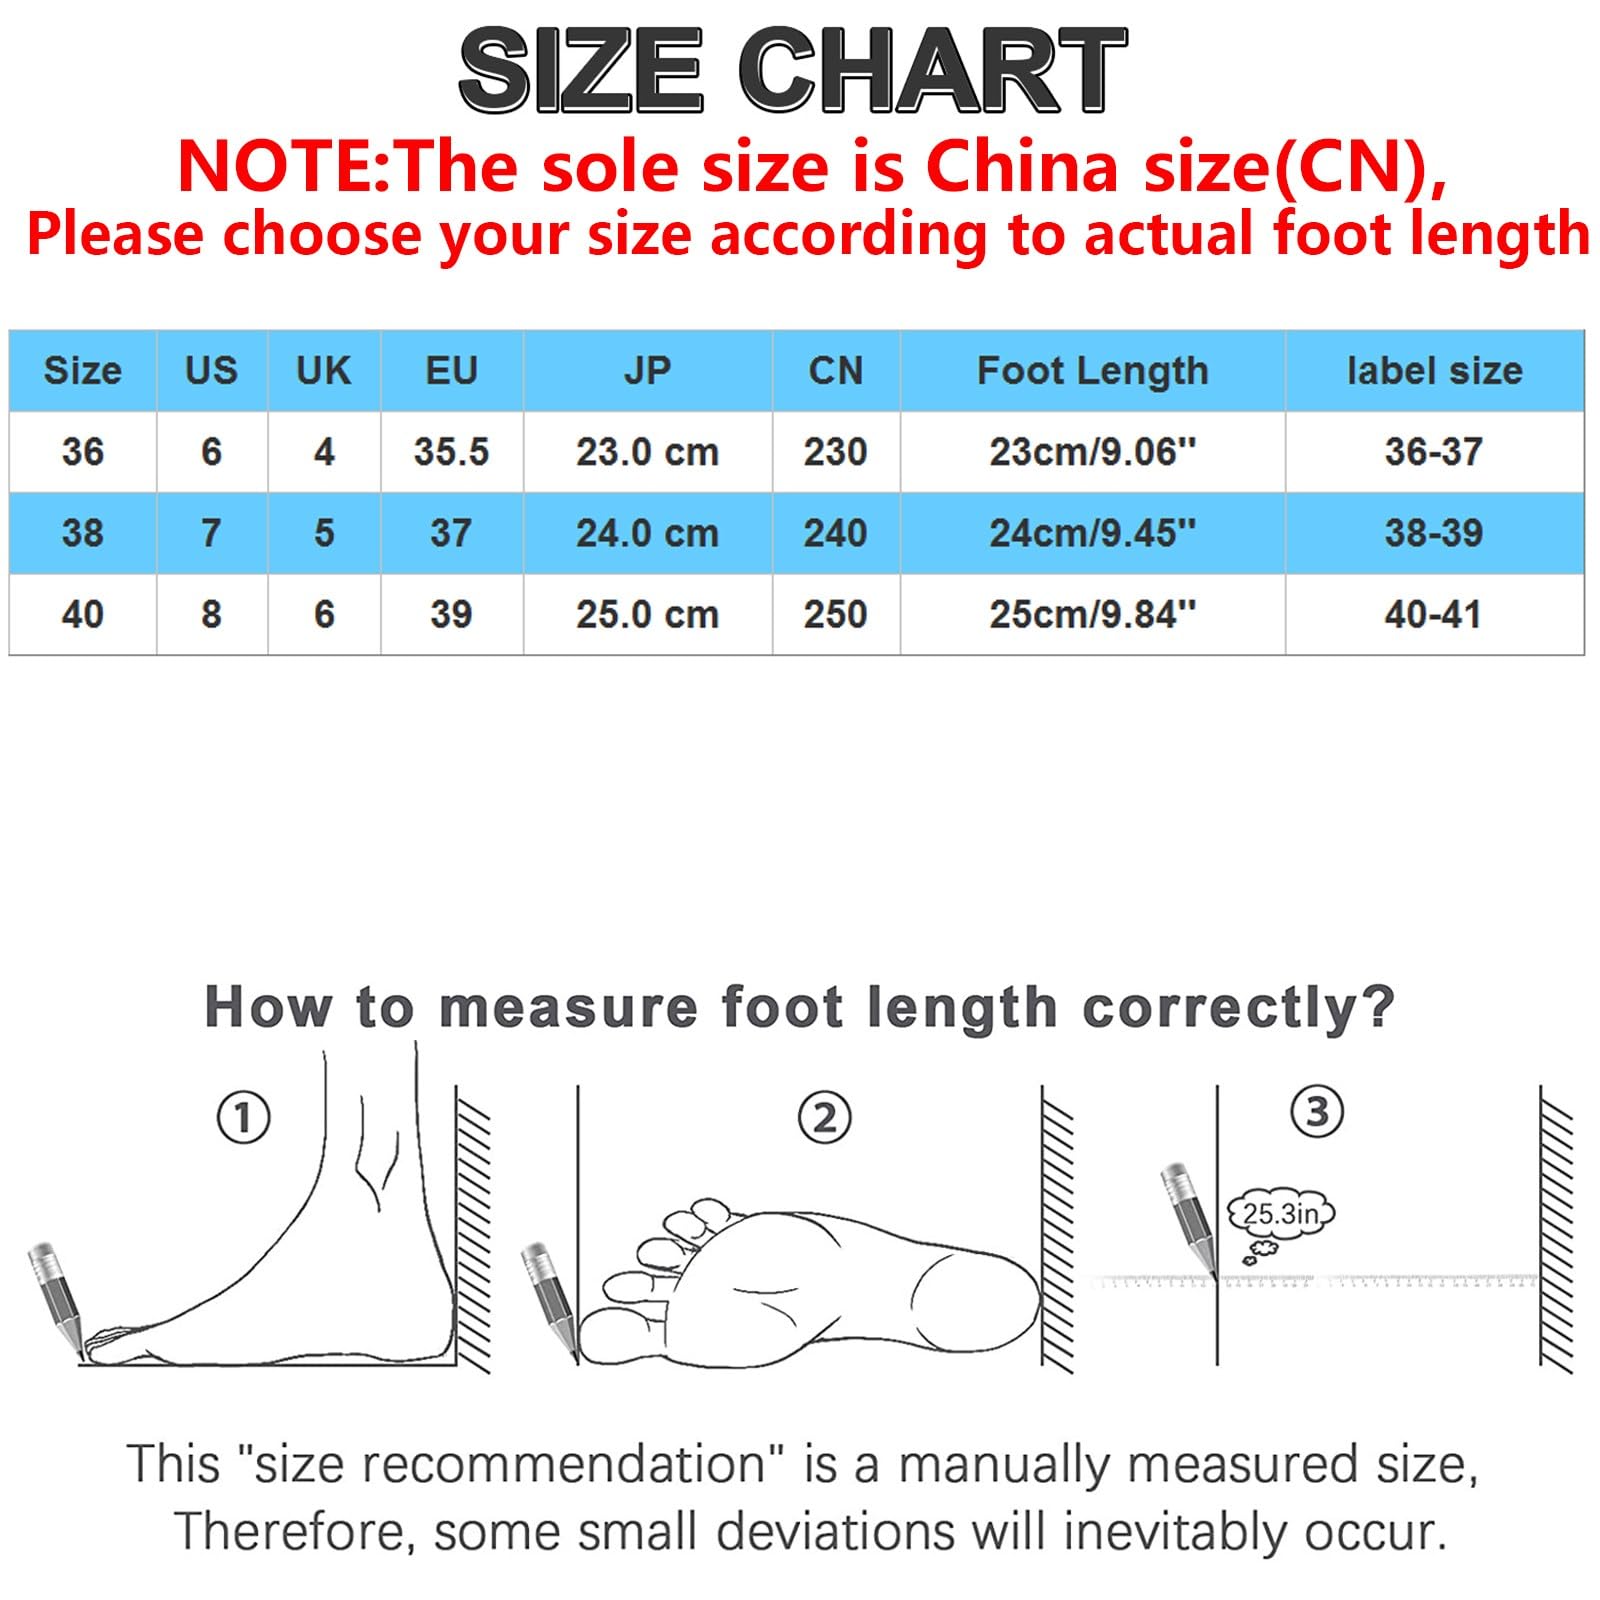 SIZE CHART
NOTE:The sole size is China size(CN),
Please choose your size according to actual foot length
Size US UK EU JP CN Foot Length label size
36 6 4 35.5 23.0 cm 230 23cm/9.06'' 36-37
38 7 5 37 24.0 cm 240 24cm/9.45'' 38-39
40 8 6 39 25.0 cm 250 25cm/9.84'' 40-41
How to measure foot length correctly?
1 2 3
25.3in
This "size recommendation" is a manually measured size,
Therefore, some small deviations will inevitably occur.